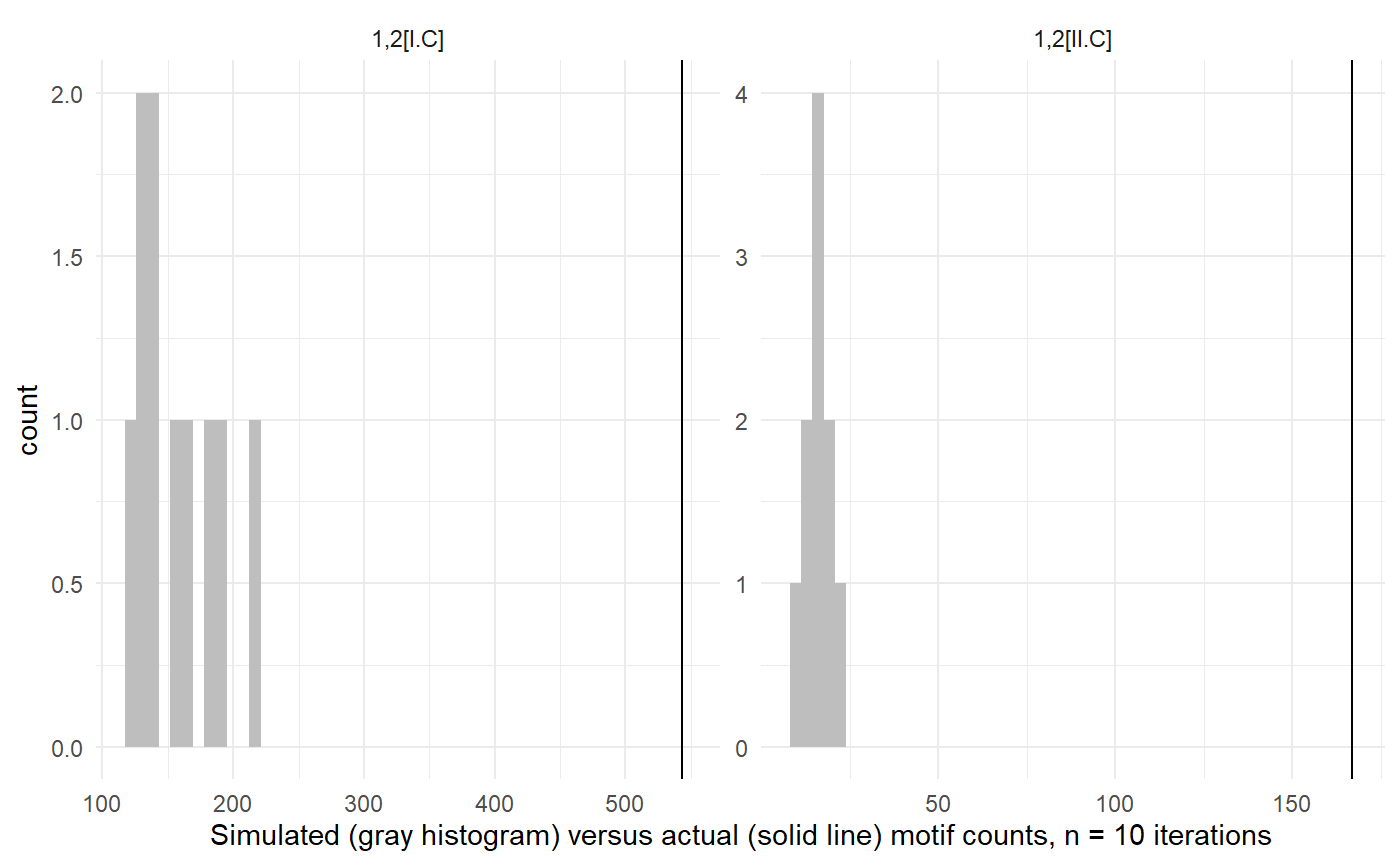 1,2[I.C]
1,2[II.C]
2.0
1.5
1.0
0.5
0.0
4
3
2
1
0
count
100 200 300 400 500
50 100 150
Simulated (gray histogram) versus actual (solid line) motif counts, n = 10 iterations